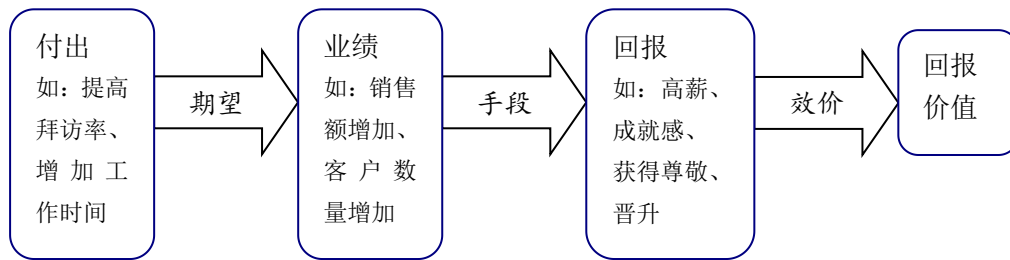 付出
如：提高
拜访率、
增加工
作时间
期望
业绩
如：销售
额增加、
客户数
量增加
手段
回报
如：高薪、
成就感、
获得尊敬、
晋升
效价
回报
价值